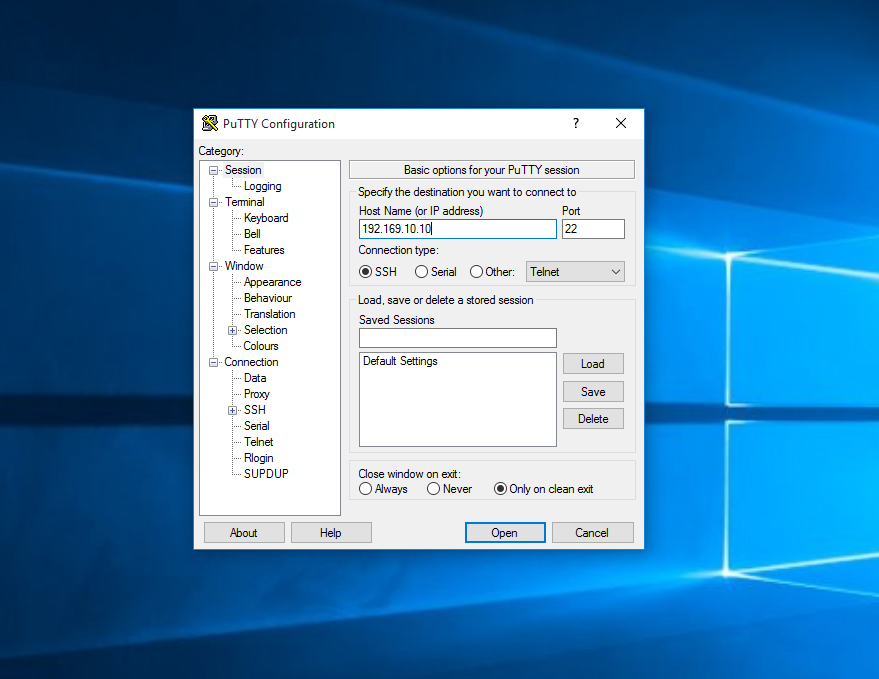 PuTTY Configuration
?
Category:
Session
Logging
Terminal
Keyboard
Bell
Features
Window
Appearance
Behaviour
Translation
Selection
Colours
Connection
Data
Proxy
SSH
Serial
Telnet
Rlogin
SUPDUP
Basic options for your PuTTY session
Specify the destination you want to connect to
Host Name (or IP address) Port
192.169.10.10 22
Connection type:
SSH Serial Other: Telnet
Load, save or delete a stored session
Saved Sessions
Default Settings
Load
Save
Delete
Close window on exit:
Always Never Only on clean exit
About Help Open Cancel